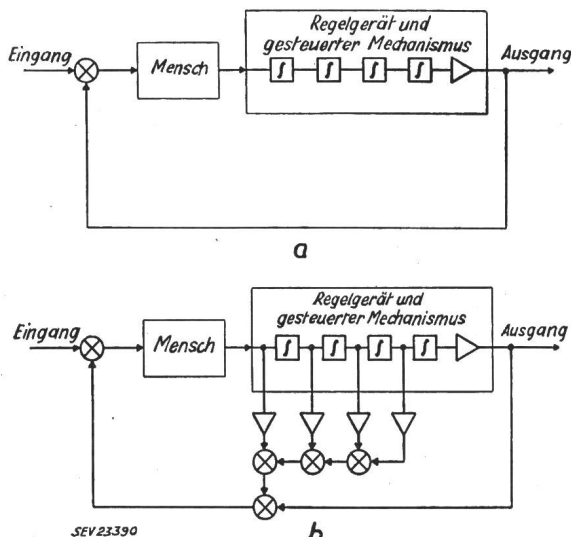 Regelgerät und
gesteuerter Mechanismus
Eingang
Mensch
∫ ∫ ∫ ∫
Ausgang
a
Regelgerät und
gesteuerter Mechanismus
Eingang
Mensch
∫ ∫ ∫ ∫
Ausgang
SEV23390
b